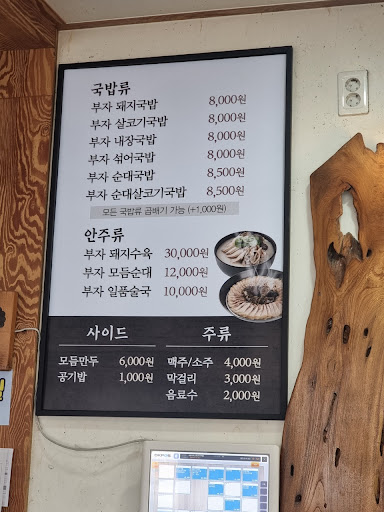 국밥류
부자 돼지국밥 8,000원
부자 살코기국밥 8,000원
부자 내장국밥 8,000원
부자 섞어국밥 8,000원
부자 순대국밥 8,500원
부자 순대살코기국밥 8,500원
모든 국밥류 곱배기 가능 (+1,000원)
안주류
부자 돼지수육 30,000원
부자 모듬순대 12,000원
부자 일품술국 10,000원
사이드
모듬만두 6,000원
공기밥 1,000원
주류
맥주/소주 4,000원
막걸리 3,000원
음료수 2,000원